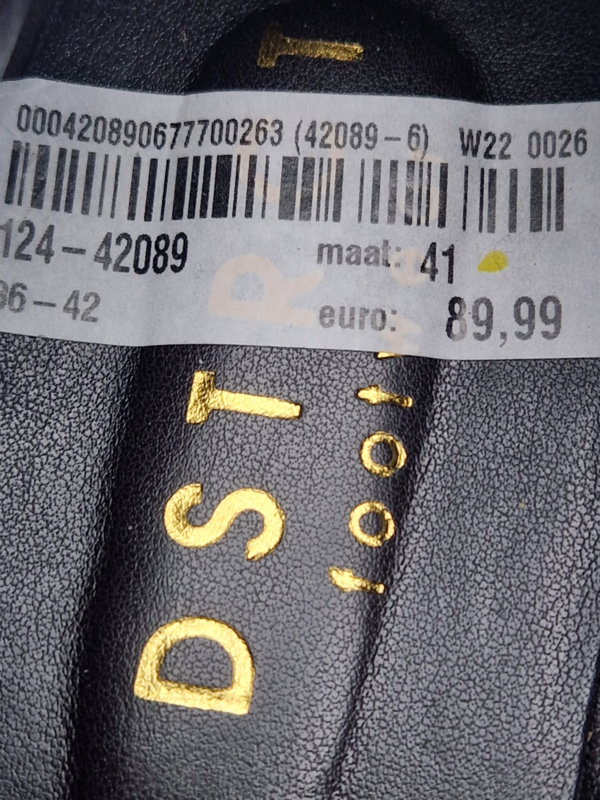 000420890677700263 (42089-6) W22 0026
124-42089 maat: 41
36-42 euro: 89,99
DST